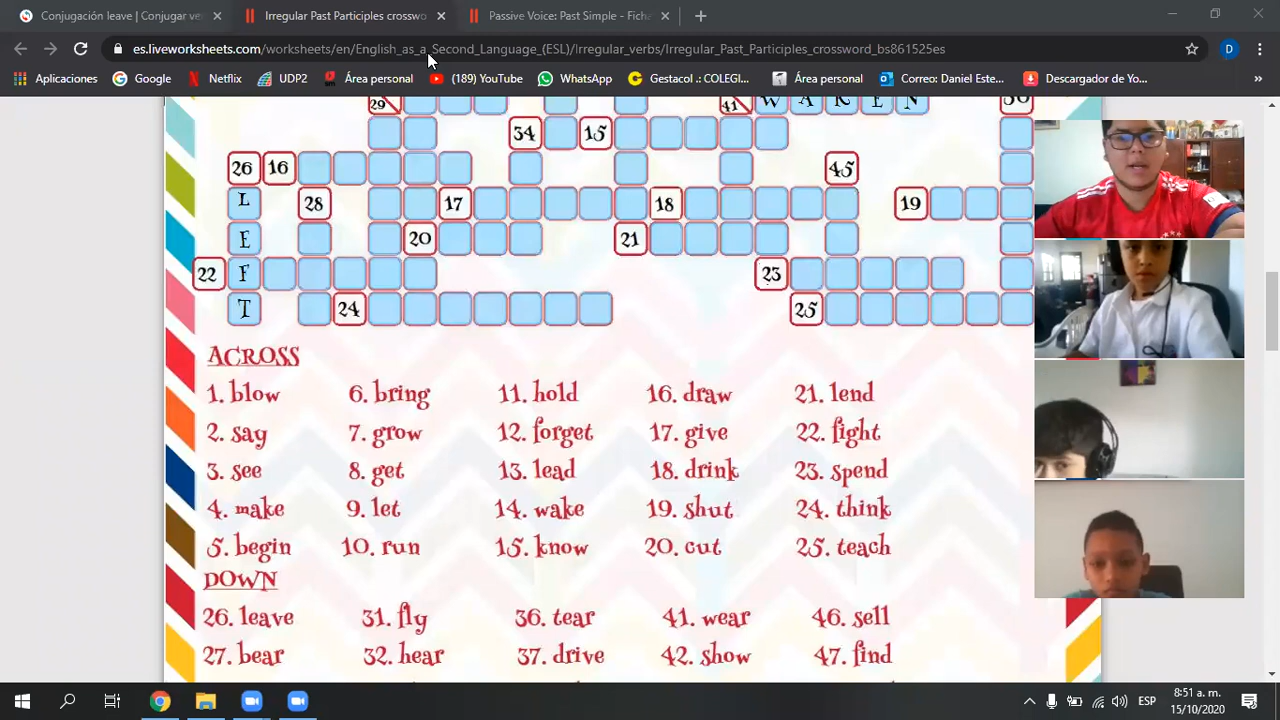 Conjugación leave | Conjugar ver
Irregular Past Participles crosswo
Passive Voice: Past Simple - Ficha
es.liveworksheets.com/worksheets/en/English_as_a_Second_Language_(ESL)/Irregular_verbs/Irregular_Past_Participles_crossword_bs861525es
D
Aplicaciones
Google
Netflix
UDP2
Área personal
(189) YouTube
WhatsApp
Gestacol .: COLEGI...
Área personal
Correo: Daniel Este...
Descargador de Yo...
»
29 41 W A K E N 30
34 15
26 16 45
L 28 17 18 19
E 20 21
22 F 23
T 24 25
ACROSS
1. blow 6. bring 11. hold 16. draw 21. lend
2. say 7. grow 12. forget 17. give 22. fight
3. see 8. get 13. lead 18. drink 23. spend
4. make 9. let 14. wake 19. shut 24. think
5. begin 10. run 15. know 20. cut 25. teach
DOWN
26. leave 31. fly 36. tear 41. wear 46. sell
27. bear 32. hear 37. drive 42. show 47. find
ESP
8:51 a. m.
15/10/2020